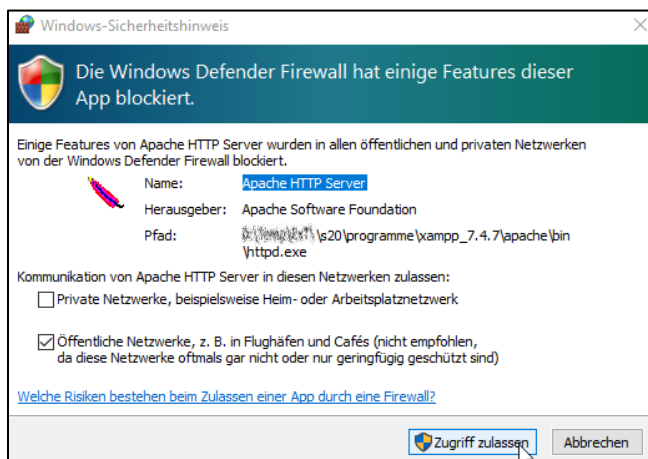 Windows-Sicherheitshinweis
Die Windows Defender Firewall hat einige Features dieser
App blockiert.
Einige Features von Apache HTTP Server wurden in allen öffentlichen und privaten Netzwerken
von der Windows Defender Firewall blockiert.
Name: Apache HTTP Server
Herausgeber: Apache Software Foundation
Pfad: \s20\programme\xampp_7.4.7\apache\bin
\httpd.exe
Kommunikation von Apache HTTP Server in diesen Netzwerken zulassen:
Private Netzwerke, beispielsweise Heim- oder Arbeitsplatznetzwerk
Öffentliche Netzwerke, z. B. in Flughäfen und Cafés (nicht empfohlen,
da diese Netzwerke oftmals gar nicht oder nur geringfügig geschützt sind)
Welche Risiken bestehen beim Zulassen einer App durch eine Firewall?
Zugriff zulassen Abbrechen